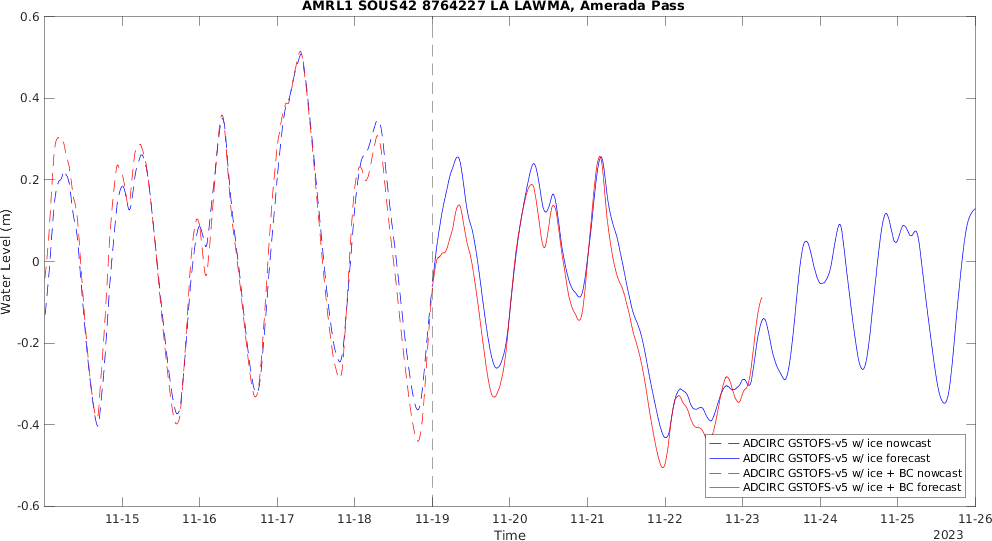 AMRL1 SOUS42 8764227 LA LAWMA, Amerada Pass
Water Level (m)
0.6
0.4
0.2
0
-0.2
-0.4
-0.6
ADCIRC GSTOFS-v5 w/ ice nowcast
ADCIRC GSTOFS-v5 w/ ice forecast
ADCIRC GSTOFS-v5 w/ ice + BC nowcast
ADCIRC GSTOFS-v5 w/ ice + BC forecast
11-15 11-16 11-17 11-18 11-19 11-20 11-21 11-22 11-23 11-24 11-25 11-26
Time
2023